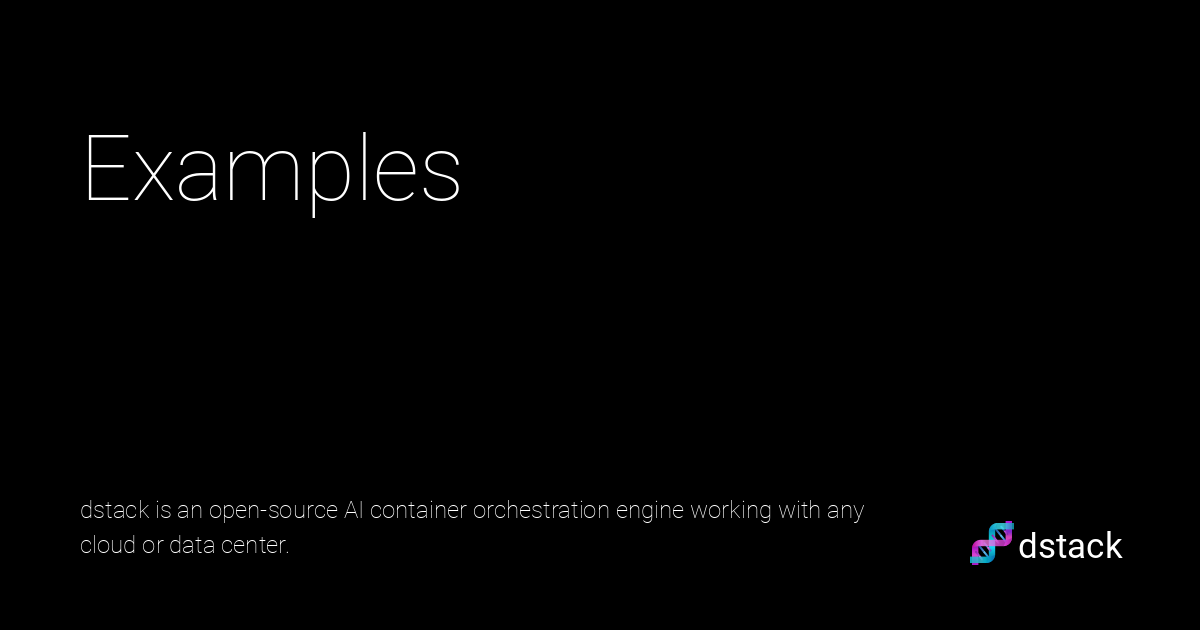 Examples
dstack is an open-source AI container orchestration engine working with any
cloud or data center.
dstack